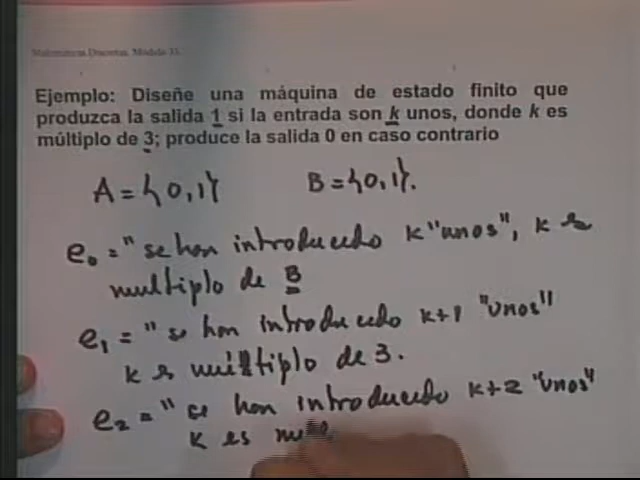 Matemáticas Discretas. Módulo 33.
Ejemplo: Diseñe una máquina de estado finito que
produzca la salida 1 si la entrada son k unos, donde k es
múltiplo de 3; produce la salida 0 en caso contrario
A = {0,1} B = {0,1}.
e₀ = " se han introducido k "unos", k es
multiplo de 3
e₁ = " se han introducido k+1 "unos"
k es múltiplo de 3.
e₂ = " se han introducido k+2 "unos"
k es